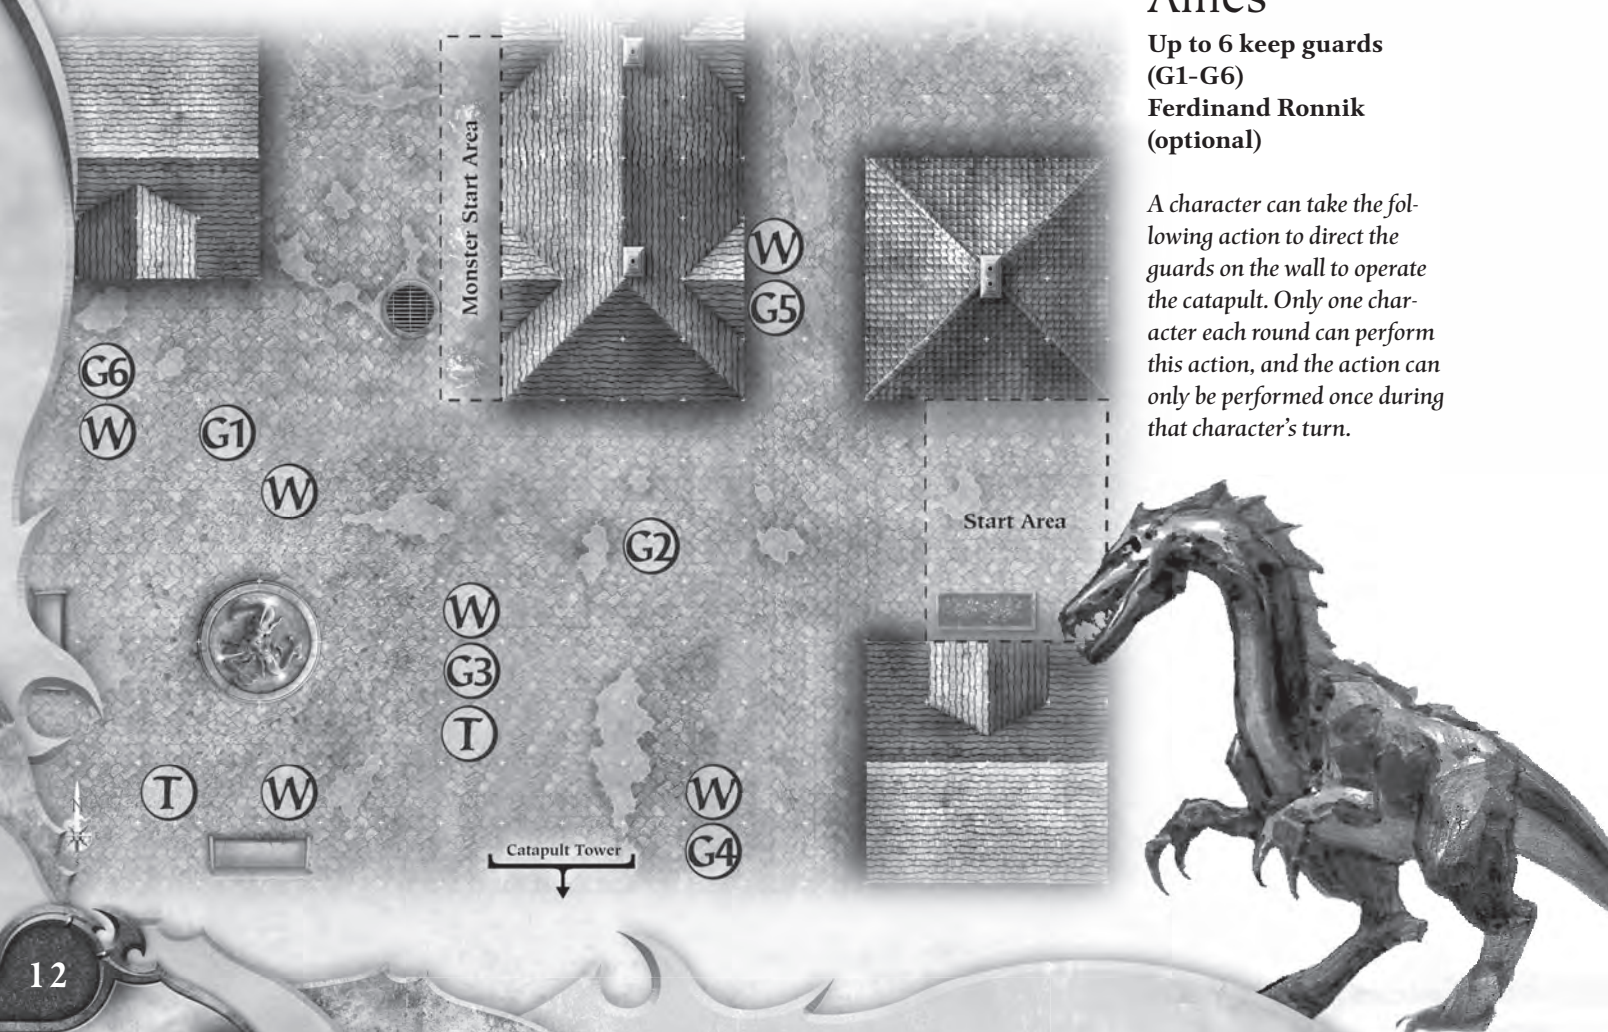 Allies
Up to 6 keep guards
(G1-G6)
Ferdinand Ronnik
(optional)
A character can take the fol-
lowing action to direct the
guards on the wall to operate
the catapult. Only one char-
acter each round can perform
this action, and the action can
only be performed once during
that character's turn.
Monster Start Area
W
G5
G6
W
G1
W
G2
Start Area
W
G3
T
T
W
W
G4
Catapult Tower
N
12